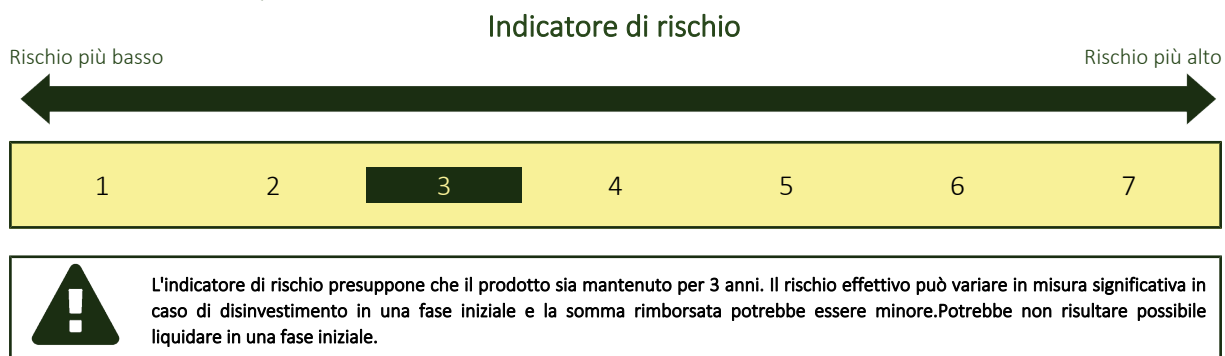 Indicatore di rischio
Rischio più basso
Rischio più alto
1 2 3 4 5 6 7
L'indicatore di rischio presuppone che il prodotto sia mantenuto per 3 anni. Il rischio effettivo può variare in misura significativa in
caso di disinvestimento in una fase iniziale e la somma rimborsata potrebbe essere minore.Potrebbe non risultare possibile
liquidare in una fase iniziale.